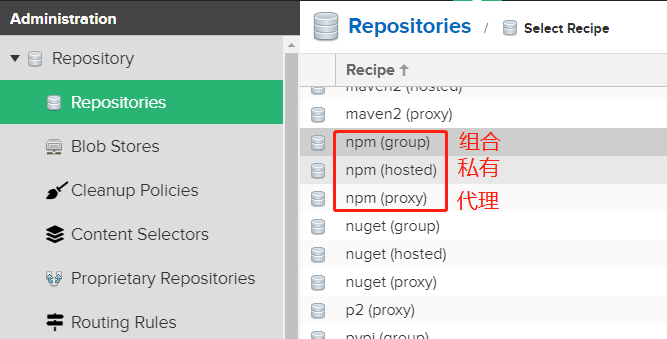 Administration
Repository
Repositories
Blob Stores
Cleanup Policies
Content Selectors
Proprietary Repositories
Routing Rules
Repositories / Select Recipe
Recipe
maven2 (hosted)
maven2 (proxy)
npm (group) 组合
npm (hosted) 私有
npm (proxy) 代理
nuget (group)
nuget (hosted)
nuget (proxy)
p2 (proxy)
pypi (group)